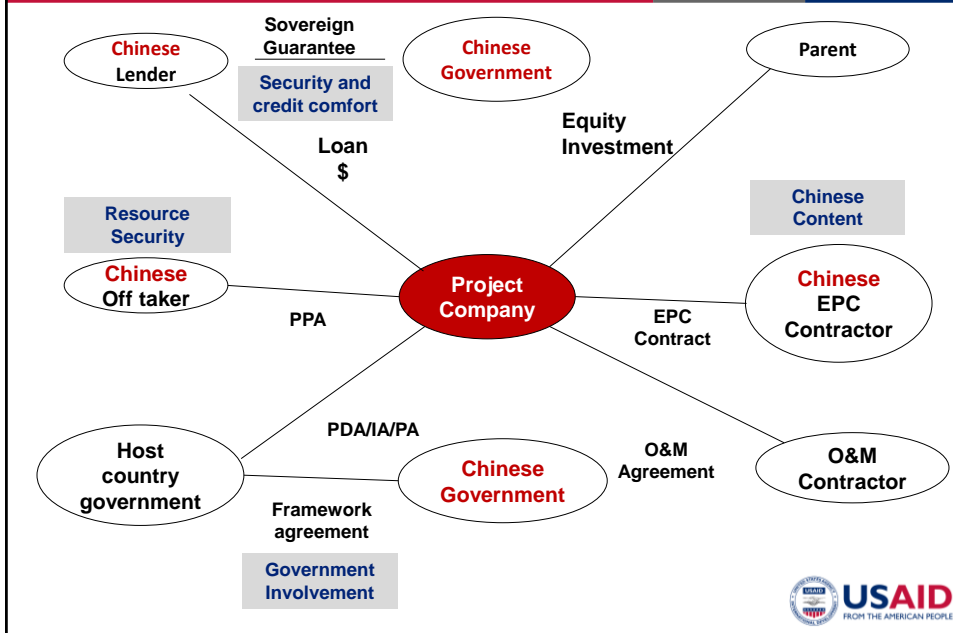 Chinese
Lender
Sovereign
Guarantee
Security and
credit comfort
Chinese
Government
Parent
Loan
$
Equity
Investment
Resource
Security
Chinese
Off taker
PPA
Project
Company
Chinese
Content
Chinese
EPC
Contractor
EPC
Contract
Host
country
government
PDA/IA/PA
Framework
agreement
Government
Involvement
Chinese
Government
O&M
Agreement
O&M
Contractor
USAID
FROM THE AMERICAN PEOPLE